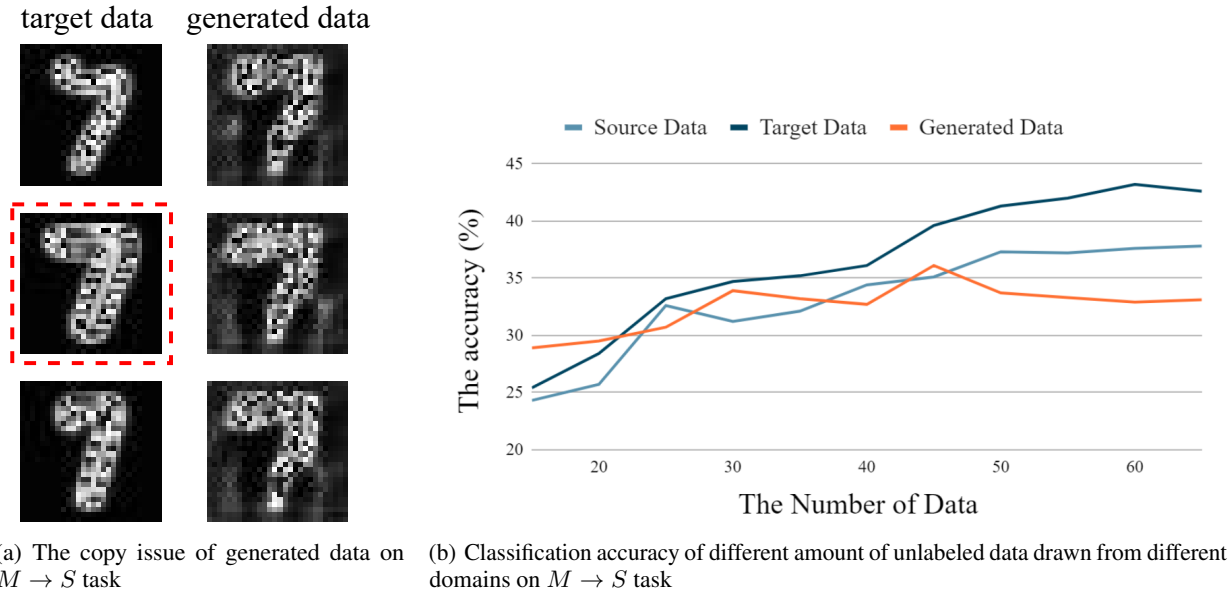 target data generated data
Source Data Target Data Generated Data
45
40
35
30
25
20
The accuracy (%)
20 30 40 50 60
The Number of Data
(a) The copy issue of generated data on
M → S task
(b) Classification accuracy of different amount of unlabeled data drawn from different
domains on M → S task